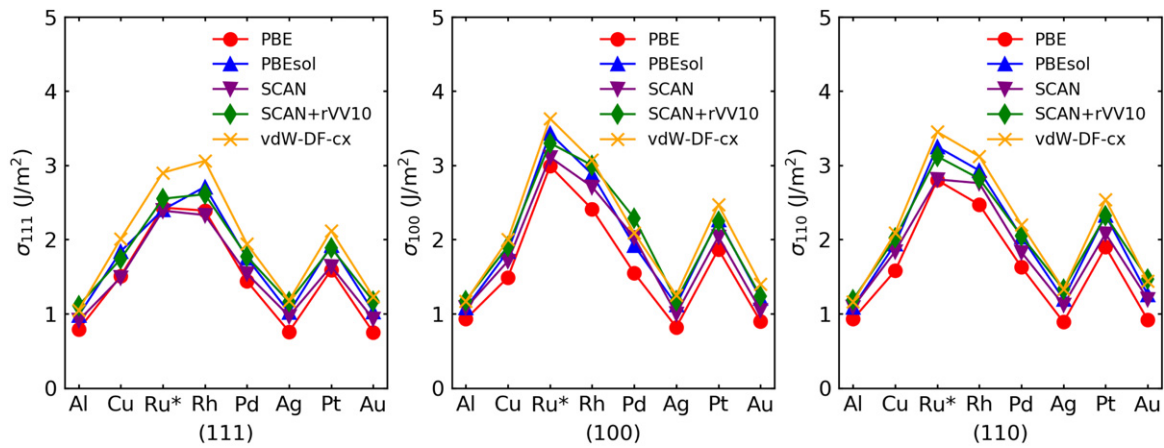 5
4
3
2
1
0
σ111 (J/m²)
PBE
PBEsol
SCAN
SCAN+rVV10
vdW-DF-cx
Al Cu Ru* Rh Pd Ag Pt Au
(111)
5
4
3
2
1
0
σ100 (J/m²)
PBE
PBEsol
SCAN
SCAN+rVV10
vdW-DF-cx
Al Cu Ru* Rh Pd Ag Pt Au
(100)
5
4
3
2
1
0
σ110 (J/m²)
PBE
PBEsol
SCAN
SCAN+rVV10
vdW-DF-cx
Al Cu Ru* Rh Pd Ag Pt Au
(110)